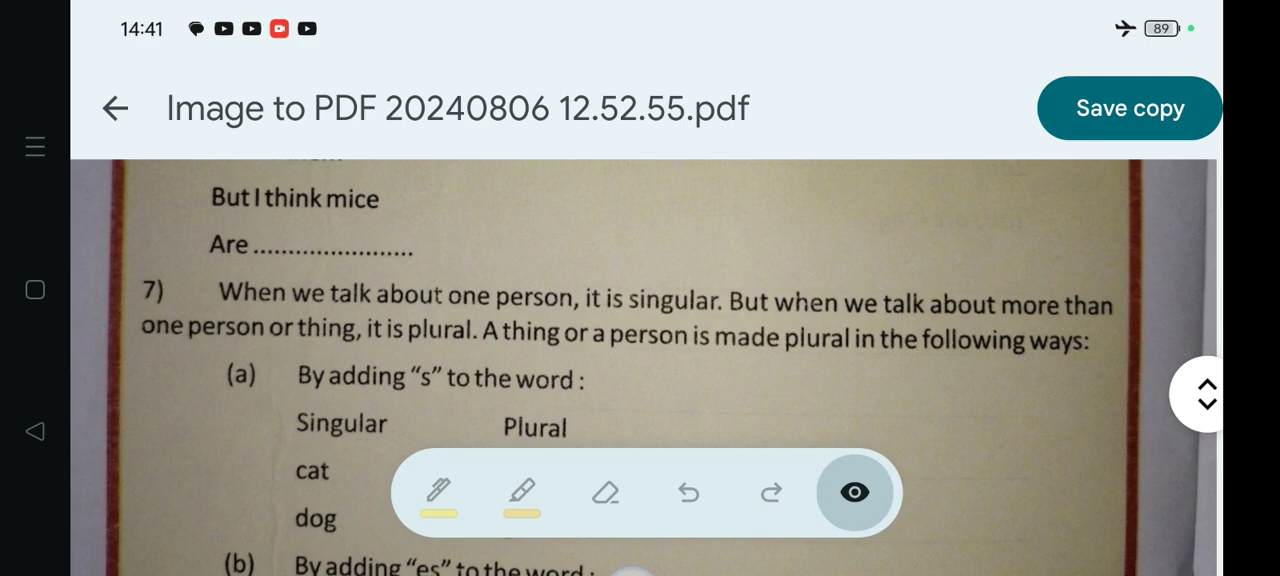 14:41
89
Image to PDF 20240806 12.52.55.pdf
Save copy
But I think mice
Are .......................
7) When we talk about one person, it is singular. But when we talk about more than
one person or thing, it is plural. A thing or a person is made plural in the following ways:
(a) By adding “s” to the word :
Singular Plural
cat
dog
(b) By adding “es” to the word :